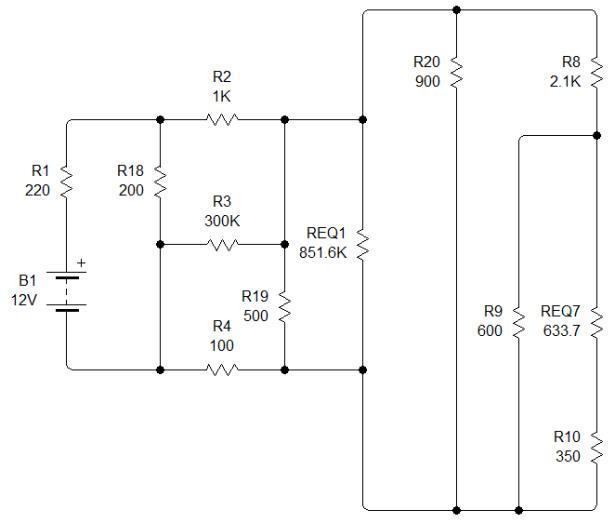 R20
900
R8
2.1K
R2
1K
R1
220
R18
200
R3
300K
REQ1
851.6K
+
B1
12V
R19
500
R4
100
R9
600
REQ7
633.7
R10
350